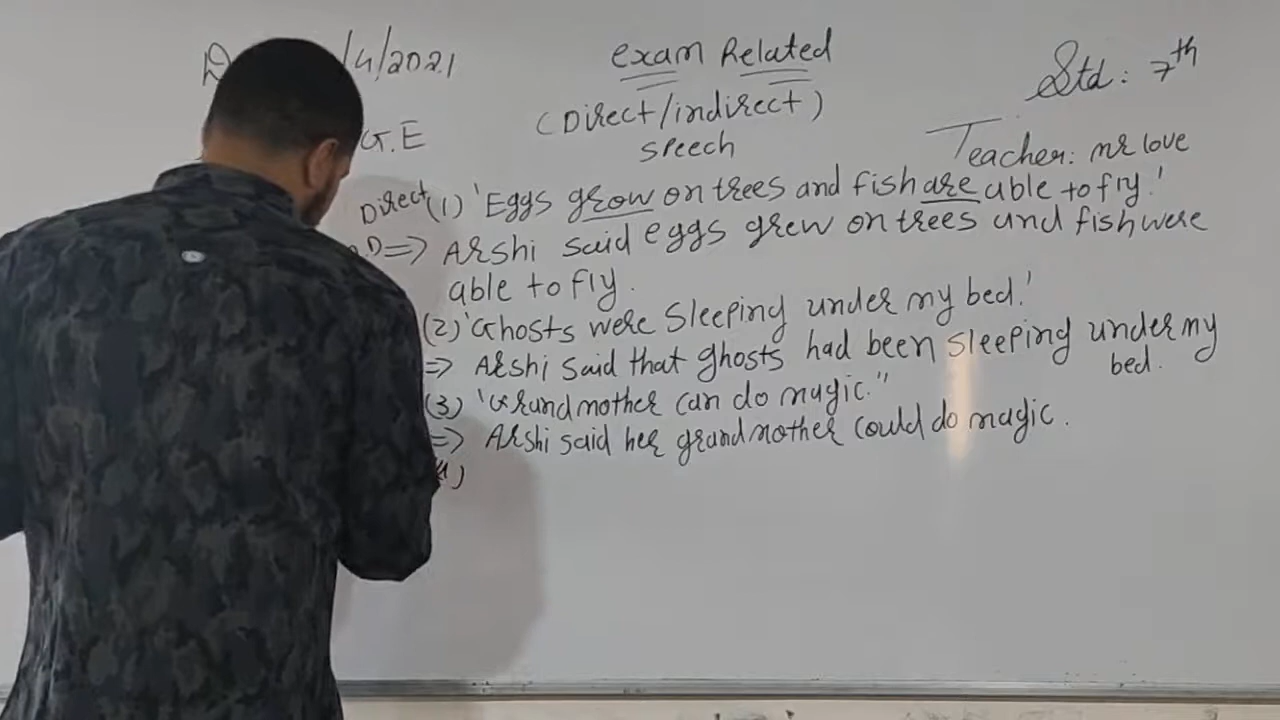 /4/2021
Exam Related
Std: 7th
G.E
(Direct/indirect)
speech
Teacher: mr love
Direct (1) 'Eggs grow on trees and fish are able to fly.'
=> Arshi said eggs grew on trees and fish were
able to fly.
(2) 'Ghosts were sleeping under my bed.'
=> Arshi said that ghosts had been sleeping under my
bed.
(3) 'Grandmother can do magic."
=> Arshi said her grandmother could do magic.